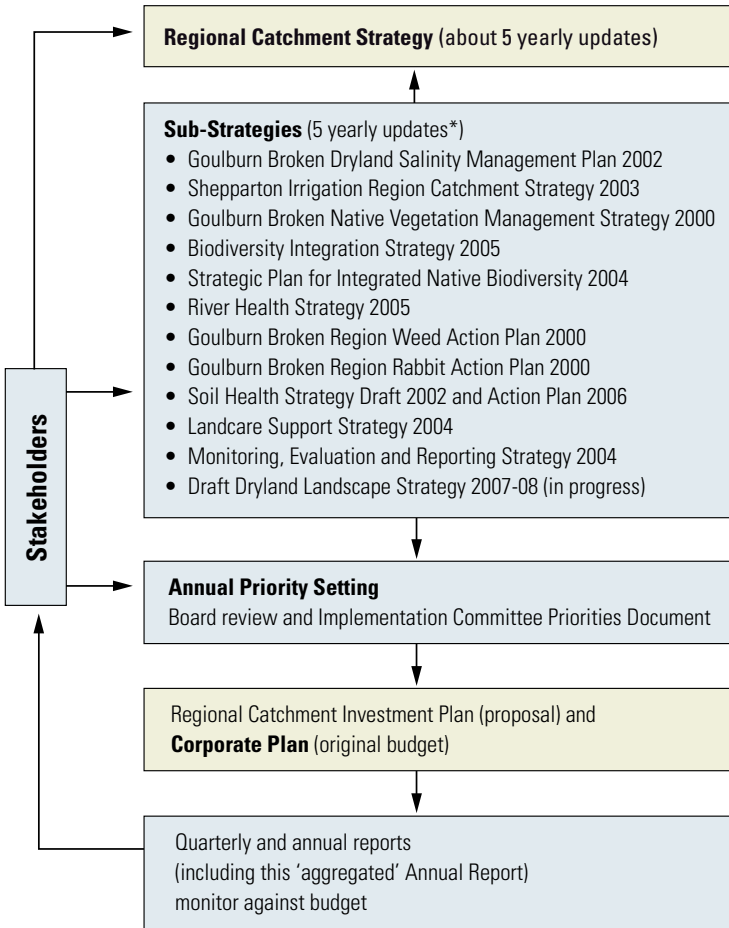 Regional Catchment Strategy (about 5 yearly updates)
Sub-Strategies (5 yearly updates*)
• Goulburn Broken Dryland Salinity Management Plan 2002
• Shepparton Irrigation Region Catchment Strategy 2003
• Goulburn Broken Native Vegetation Management Strategy 2000
• Biodiversity Integration Strategy 2005
• Strategic Plan for Integrated Native Biodiversity 2004
• River Health Strategy 2005
• Goulburn Broken Region Weed Action Plan 2000
• Goulburn Broken Region Rabbit Action Plan 2000
• Soil Health Strategy Draft 2002 and Action Plan 2006
• Landcare Support Strategy 2004
• Monitoring, Evaluation and Reporting Strategy 2004
• Draft Dryland Landscape Strategy 2007-08 (in progress)
Stakeholders
Annual Priority Setting
Board review and Implementation Committee Priorities Document
Regional Catchment Investment Plan (proposal) and
Corporate Plan (original budget)
Quarterly and annual reports
(including this ‘aggregated’ Annual Report)
monitor against budget